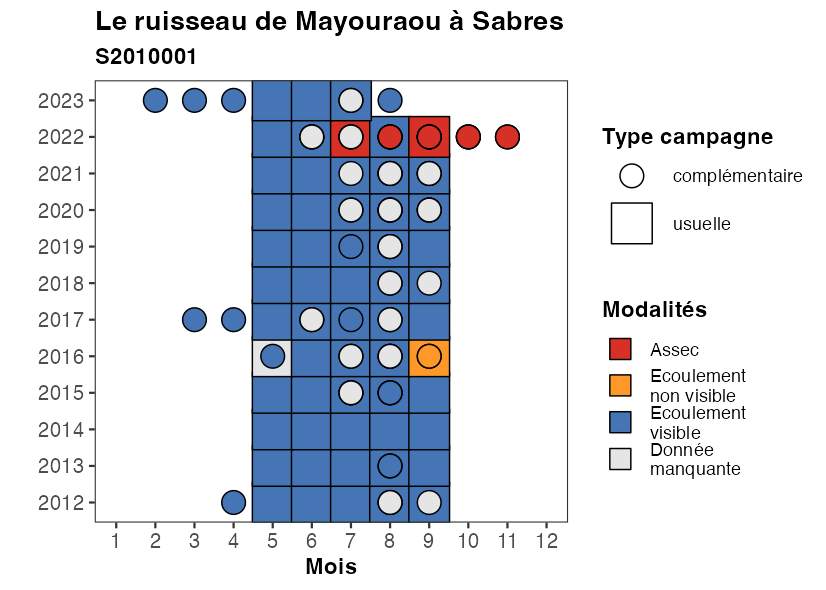 Le ruisseau de Mayouraou à Sabres
S2010001
2023
2022
2021
2020
2019
2018
2017
2016
2015
2014
2013
2012
1 2 3 4 5 6 7 8 9 10 11 12
Mois
Type campagne
complémentaire
usuelle
Modalités
Assec
Ecoulement
non visible
Ecoulement
visible
Donnée
manquante